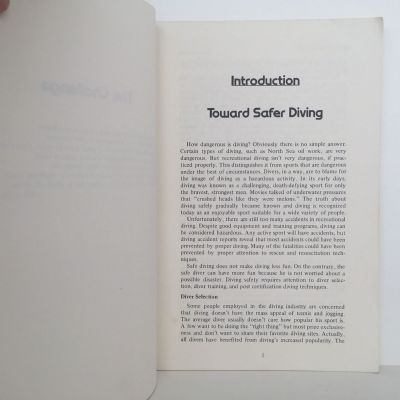 The Challenge
Introduction
Toward Safer Diving
How dangerous is diving? Obviously there is no simple answer.
Certain types of diving, such as North Sea oil work, are very
dangerous. But recreational diving isn't very dangerous, if prac-
ticed properly. This distinguishes it from sports that are dangerous
under the best of circumstances. Divers, in a way, are to blame for
the image of diving as a hazardous activity. In its early days,
diving was known as a challenging, death-defying sport for only
the bravest, strongest men. Movies talked of underwater pressures
that "crushed heads like they were melons." The truth about
diving safely gradually became known and diving is recognized
today as an enjoyable sport suitable for a wide variety of people.
Unfortunately, there are still too many accidents in recreational
diving. Despite good equipment and training programs, diving can
be considered hazardous. Any active sport will have accidents, but
diving accident reports reveal that most accidents could have been
prevented by proper diving. Many of the fatalities could have been
prevented by proper attention to rescue and resuscitation tech-
niques.
Safe diving does not make diving less fun. On the contrary, the
safe diver can have more fun because he is not worried about a
possible disaster. Diving safety requires attention to diver selec-
tion, diver training, and post certification diving techniques.
Diver Selection
Some people employed in the diving industry are concerned
that diving doesn't have the mass appeal of tennis and jogging.
The average diver usually doesn't care how popular his sport is.
A few want to be doing the "right thing" but most prize exclusive-
ness and don't want to share their favorite diving sites. Actually,
all divers have benefited from diving's increased popularity. The
1